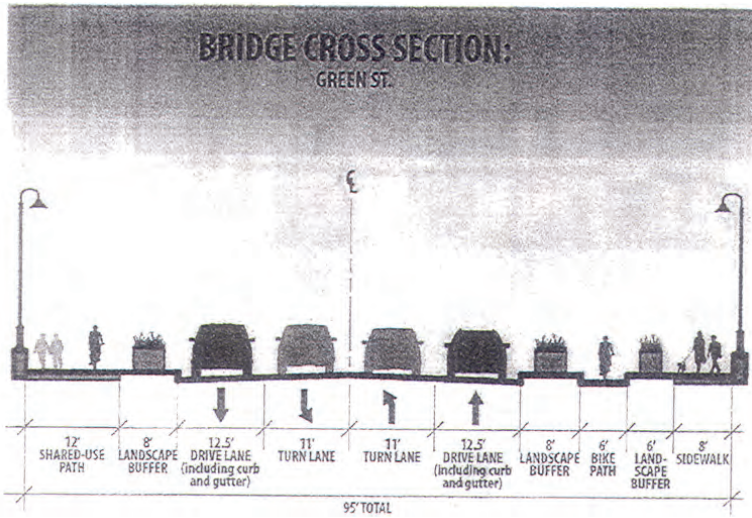 BRIDGE CROSS SECTION:
GREEN ST.
℄
12'
SHARED-USE
PATH
8'
LANDSCAPE
BUFFER
12.5'
DRIVE LANE
(including curb
and gutter)
11'
TURN LANE
11'
TURN LANE
12.5'
DRIVE LANE
(including curb
and gutter)
8'
LANDSCAPE
BUFFER
6'
BIKE
PATH
6'
LAND-
SCAPE
BUFFER
8'
SIDEWALK
95' TOTAL